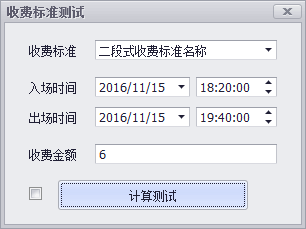 收费标准测试
收费标准 二段式收费标准名称
入场时间 2016/11/15 18:20:00
出场时间 2016/11/15 19:40:00
收费金额 6
计算测试